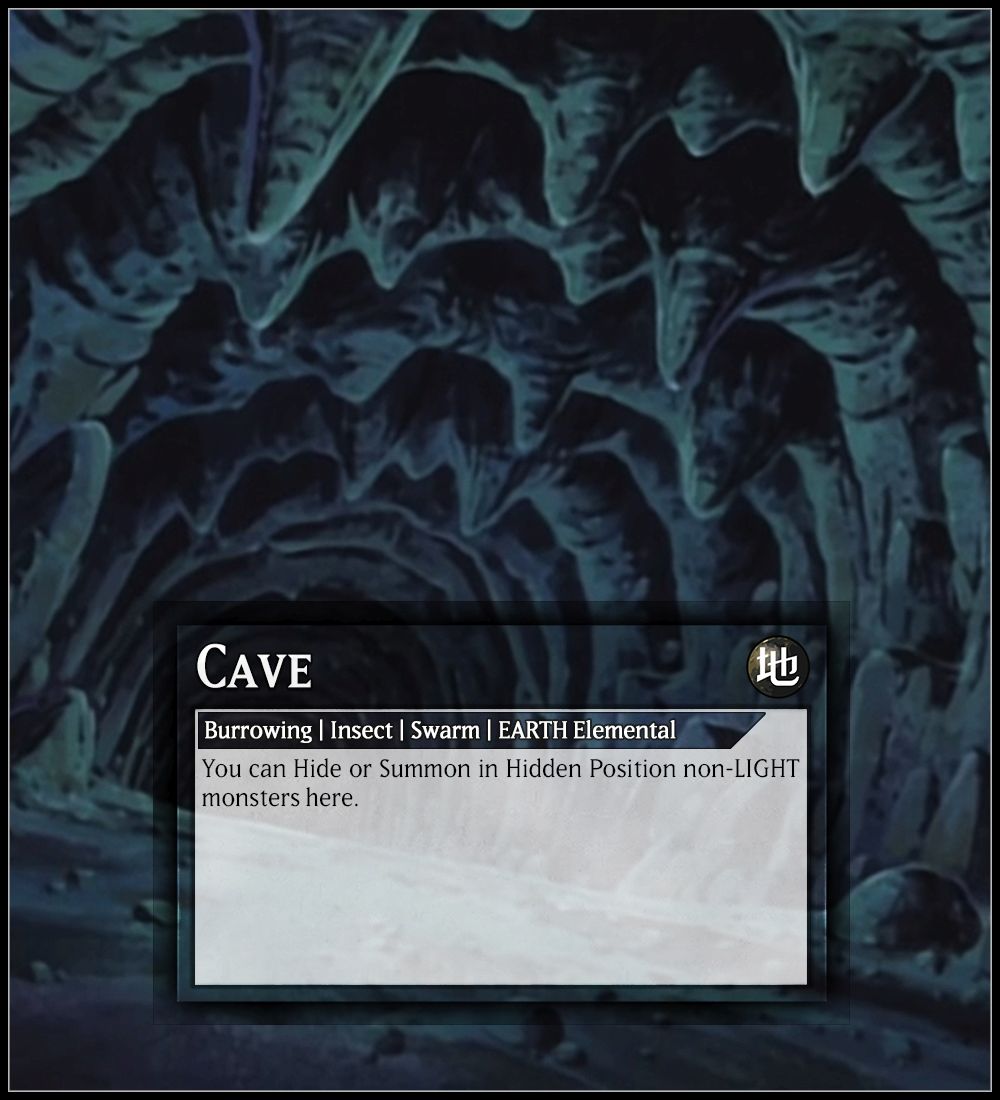 Cave
地
Burrowing | Insect | Swarm | EARTH Elemental
You can Hide or Summon in Hidden Position non-LIGHT
monsters here.